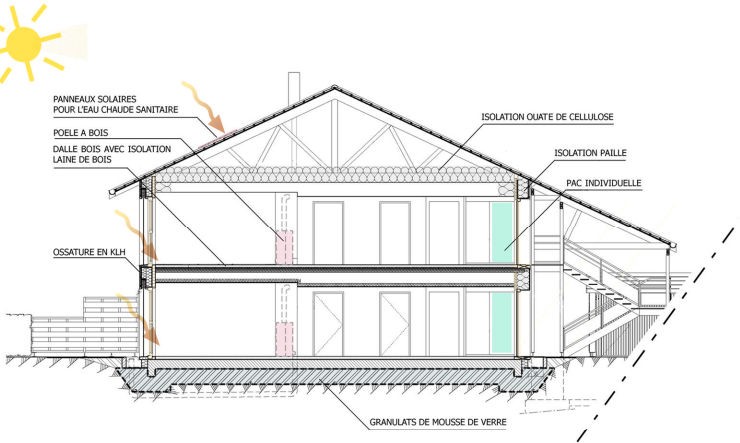 PANNEAUX SOLAIRES
POUR L'EAU CHAUDE SANITAIRE
POELE A BOIS
DALLE BOIS AVEC ISOLATION
LAINE DE BOIS
OSSATURE EN KLH
ISOLATION OUATE DE CELLULOSE
ISOLATION PAILLE
PAC INDIVIDUELLE
GRANULATS DE MOUSSE DE VERRE